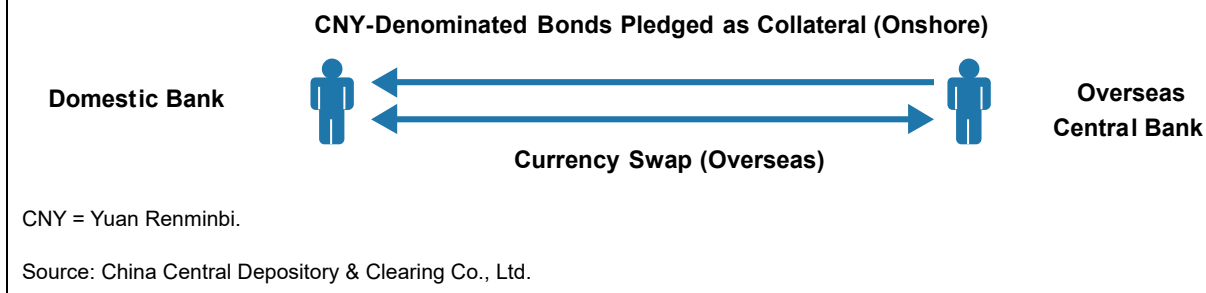 CNY-Denominated Bonds Pledged as Collateral (Onshore)
Domestic Bank
Overseas
Central Bank
Currency Swap (Overseas)
CNY = Yuan Renminbi.
Source: China Central Depository & Clearing Co., Ltd.